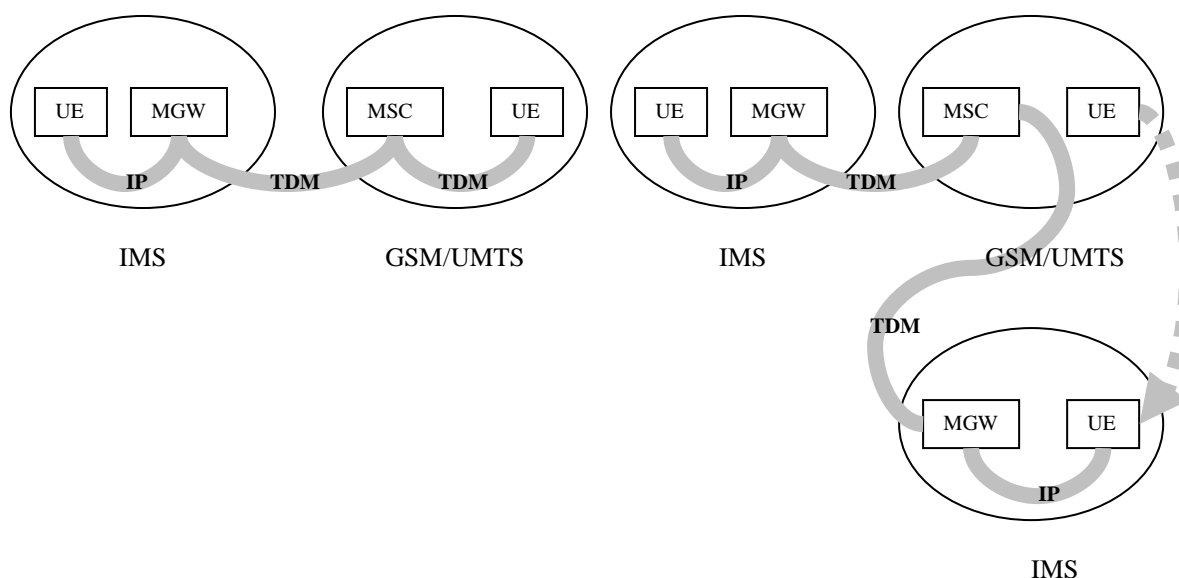 UE MGW MSC UE UE MGW MSC UE
IP TDM TDM IP TDM
IMS GSM/UMTS IMS GSM/UMTS
TDM
MGW UE
IP
IMS